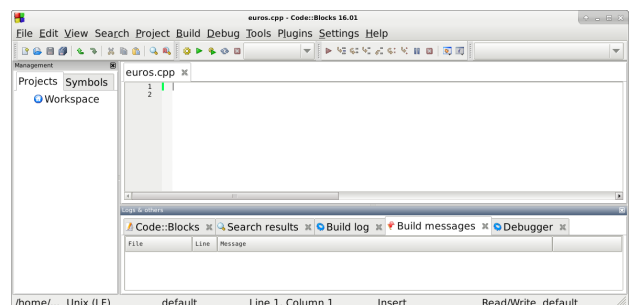 euros.cpp - Code::Blocks 16.01
File Edit View Search Project Build Debug Tools Plugins Settings Help
Management
Projects Symbols
Workspace
euros.cpp
1
2
Logs & others
Code::Blocks Search results Build log Build messages Debugger
File Line Message
/home/... Unix (LF) default Line 1, Column 1 Insert Read/Write default